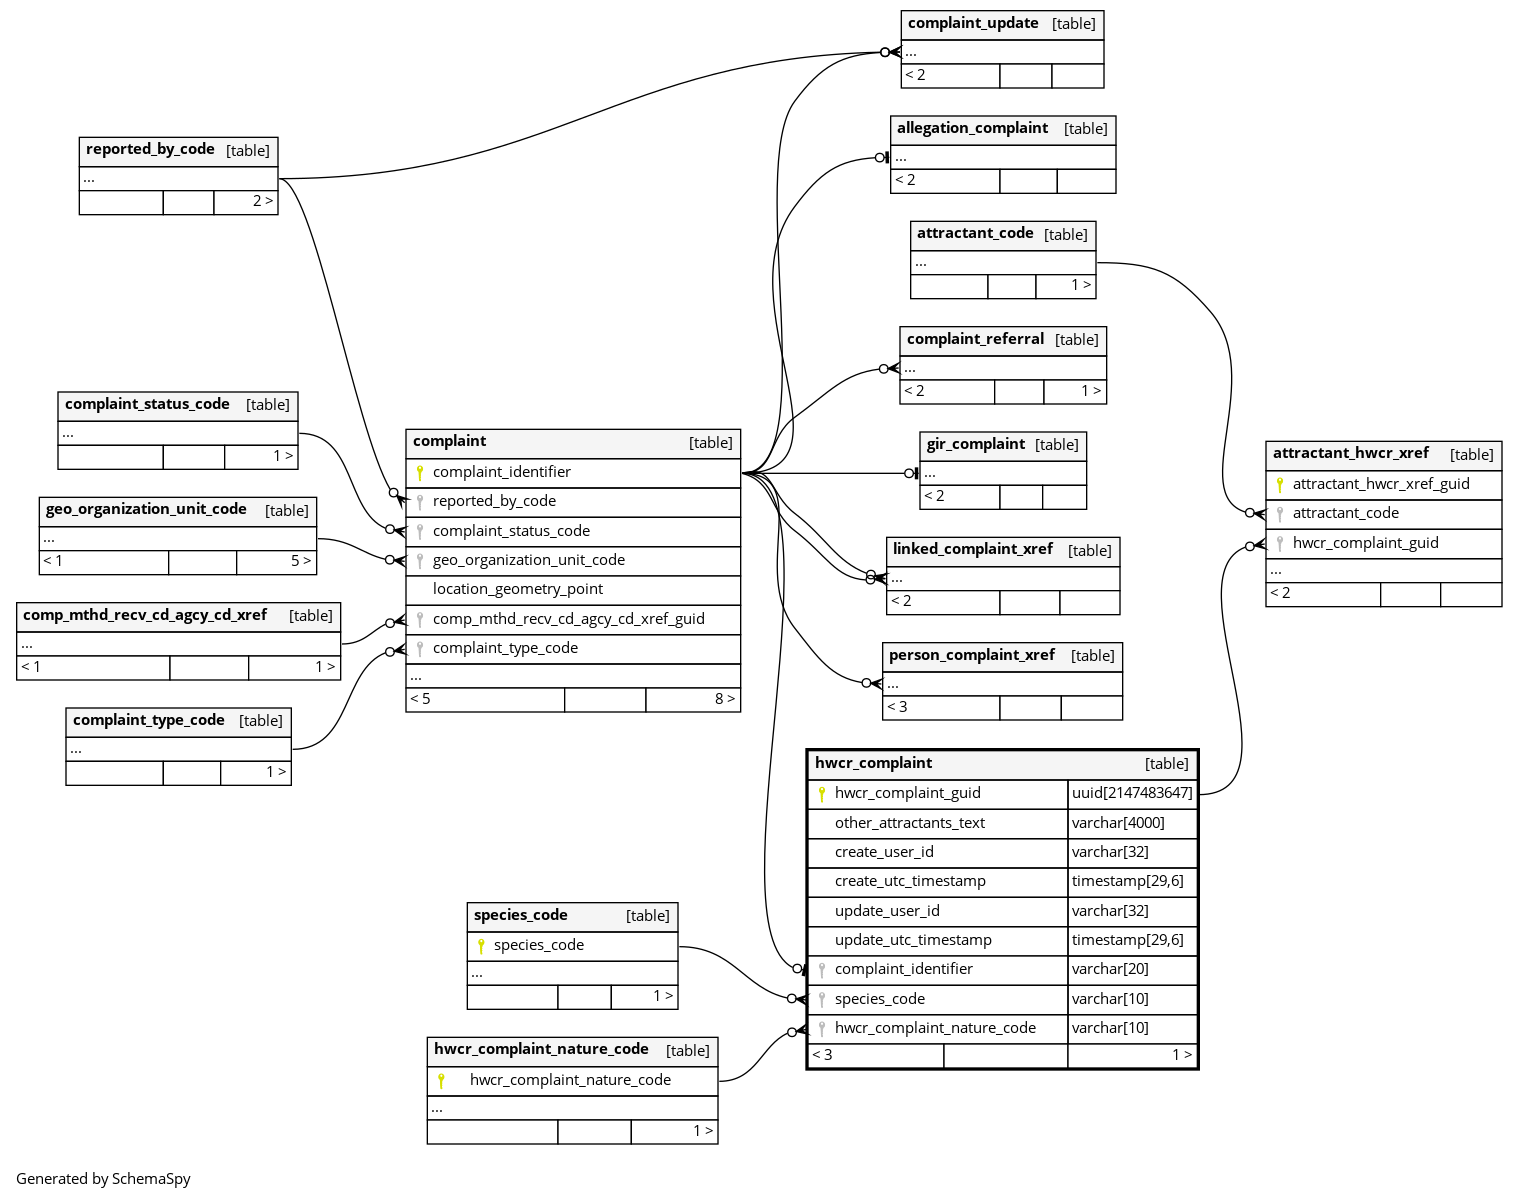 complaint_update [table]
...
< 2
allegation_complaint [table]
...
< 2
reported_by_code [table]
...
2 >
attractant_code [table]
...
1 >
complaint_referral [table]
...
< 2 1 >
complaint_status_code [table]
...
1 >
geo_organization_unit_code [table]
...
< 1 5 >
comp_mthd_recv_cd_agcy_cd_xref [table]
...
< 1 1 >
complaint_type_code [table]
...
1 >
complaint [table]
complaint_identifier
reported_by_code
complaint_status_code
geo_organization_unit_code
location_geometry_point
comp_mthd_recv_cd_agcy_cd_xref_guid
complaint_type_code
...
< 5 8 >
gir_complaint [table]
...
< 2
linked_complaint_xref [table]
...
< 2
person_complaint_xref [table]
...
< 3
attractant_hwcr_xref [table]
attractant_hwcr_xref_guid
attractant_code
hwcr_complaint_guid
...
< 2
hwcr_complaint [table]
hwcr_complaint_guid uuid[2147483647]
other_attractants_text varchar[4000]
create_user_id varchar[32]
create_utc_timestamp timestamp[29,6]
update_user_id varchar[32]
update_utc_timestamp timestamp[29,6]
complaint_identifier varchar[20]
species_code varchar[10]
hwcr_complaint_nature_code varchar[10]
< 3 1 >
species_code [table]
species_code
...
1 >
hwcr_complaint_nature_code [table]
hwcr_complaint_nature_code
...
1 >
Generated by SchemaSpy